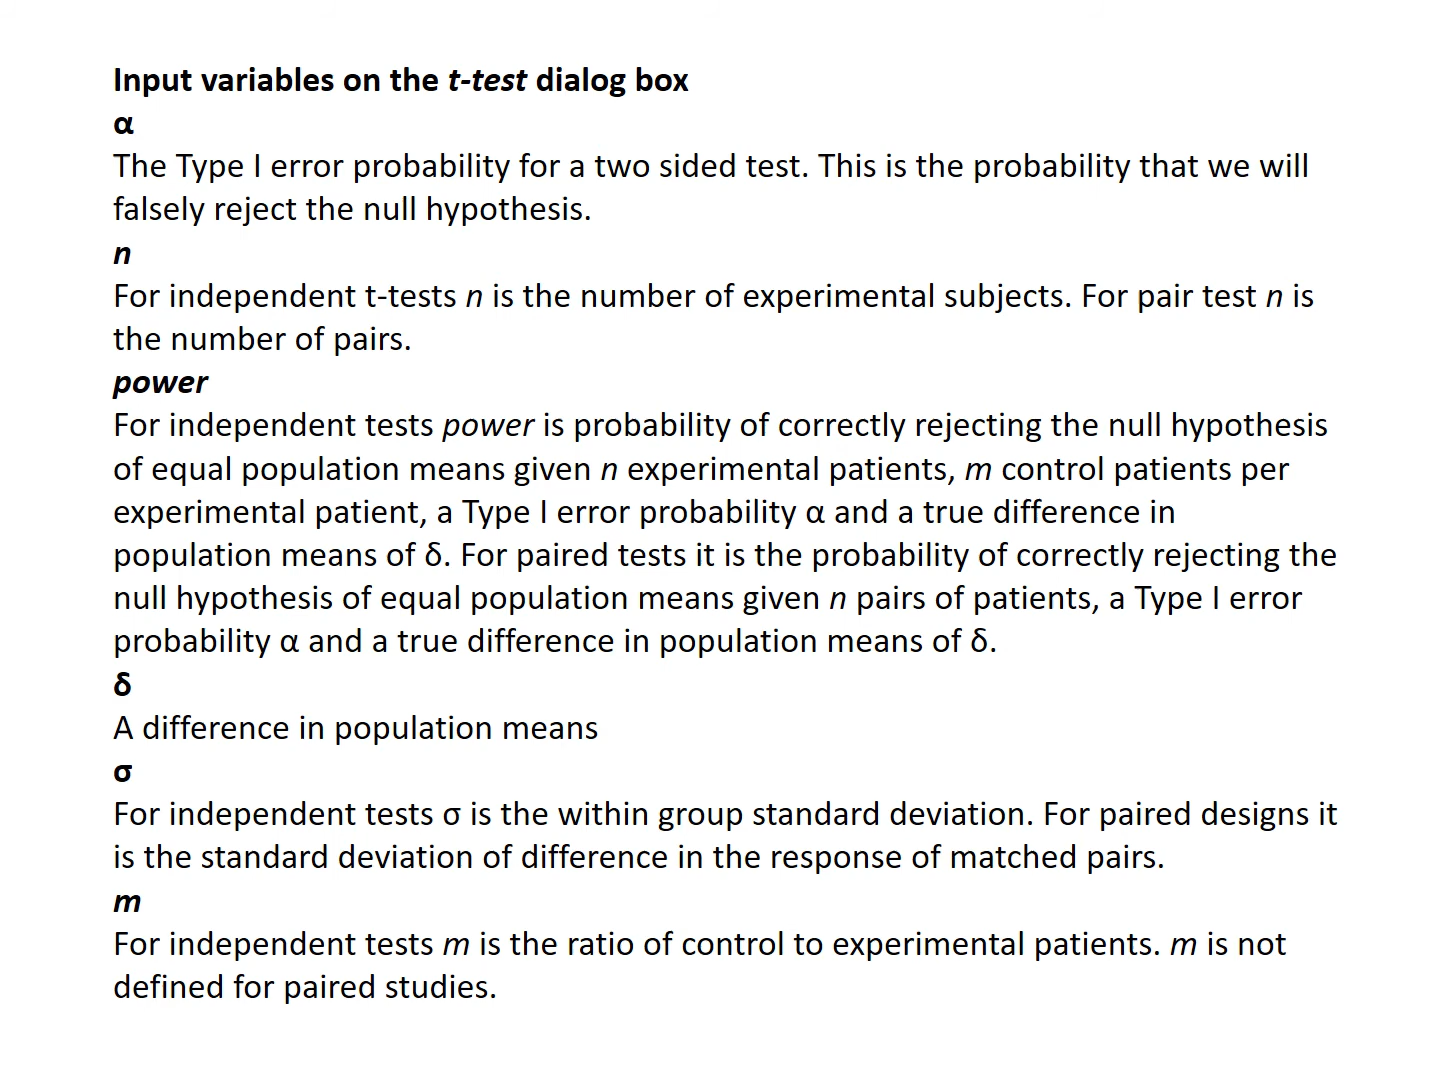 Input variables on the t-test dialog box
α
The Type I error probability for a two sided test. This is the probability that we will
falsely reject the null hypothesis.
n
For independent t-tests n is the number of experimental subjects. For pair test n is
the number of pairs.
power
For independent tests power is probability of correctly rejecting the null hypothesis
of equal population means given n experimental patients, m control patients per
experimental patient, a Type I error probability α and a true difference in
population means of δ. For paired tests it is the probability of correctly rejecting the
null hypothesis of equal population means given n pairs of patients, a Type I error
probability α and a true difference in population means of δ.
δ
A difference in population means
σ
For independent tests σ is the within group standard deviation. For paired designs it
is the standard deviation of difference in the response of matched pairs.
m
For independent tests m is the ratio of control to experimental patients. m is not
defined for paired studies.